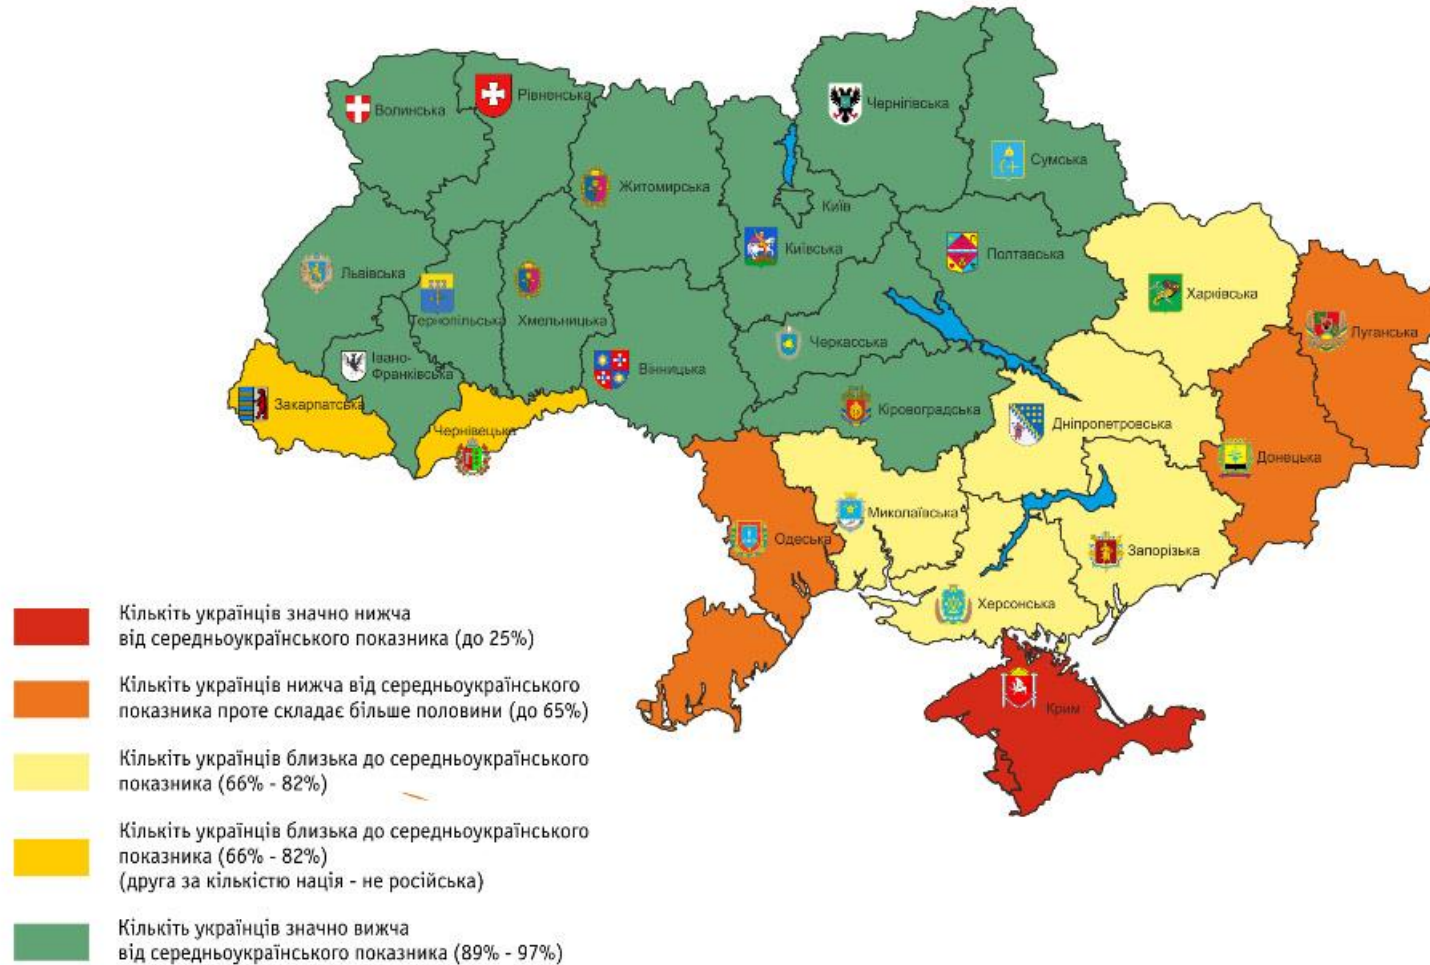 Волинська
Рівненська
Чернігівська
Сумська
Житомирська
Київ
Київська
Полтавська
Харківська
Луганська
Львівська
Тернопільська
Хмельницька
Черкасська
Вінницька
Івано-
Франківська
Закарпатська
Чернівецька
Кіровоградська
Дніпропетровська
Донецька
Миколаївська
Одеська
Запорізька
Херсонська
Крим
Кількіть українців значно нижча
від середньоукраїнського показника (до 25%)
Кількіть українців нижча від середньоукраїнського
показника проте складає більше половини (до 65%)
Кількіть українців близька до середньоукраїнського
показника (66% - 82%)
Кількіть українців близька до середньоукраїнського
показника (66% - 82%)
(друга за кількістю нація - не російська)
Кількіть українців значно вижча
від середньоукраїнського показника (89% - 97%)